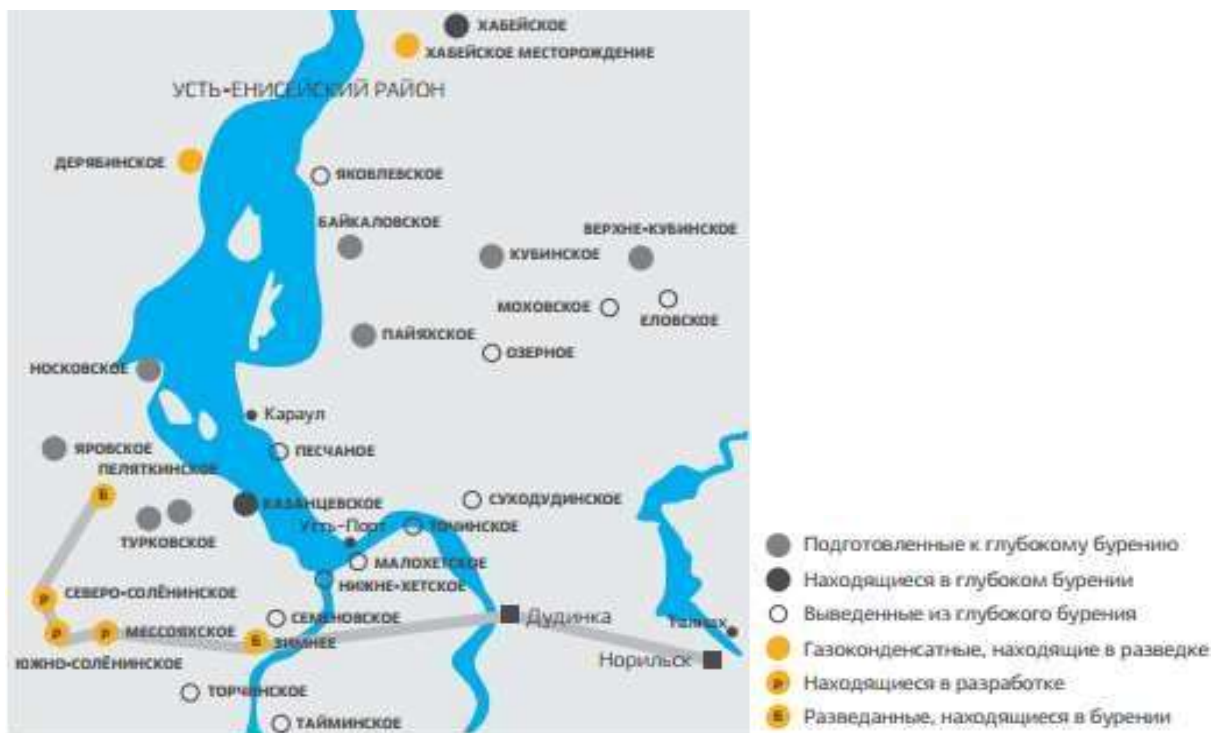 ХАБЕЙСКОЕ
ХАБЕЙСКОЕ МЕСТОРОЖДЕНИЕ
УСТЬ-ЕНИСЕЙСКИЙ РАЙОН
ДЕРЯБИНСКОЕ
ЯКОВЛЕВСКОЕ
БАЙКАЛОВСКОЕ
ВЕРХНЕ-КУБИНСКОЕ
КУБИНСКОЕ
МОХОВСКОЕ
ЕЛОВСКОЕ
ПАЙЯХСКОЕ
ОЗЕРНОЕ
НОСКОВСКОЕ
Караул
ЯРОВСКОЕ
ПЕСЧАНОЕ
ПЕЛЯТКИНСКОЕ
Б
КАЗАНЦЕВСКОЕ
СУХОДУДИНСКОЕ
Усть-Порт
ТОЧИНСКОЕ
ТУРКОВСКОЕ
МАЛОХЕТСКОЕ
НИЖНЕ-ХЕТСКОЕ
СЕВЕРО-СОЛЁНИНСКОЕ
Р
СЕМЕНОВСКОЕ
Дудинка
Р
Р
МЕССОЯХСКОЕ
Б
ЗИМНЕЕ
Талнах
Норильск
ЮЖНО-СОЛЁНИНСКОЕ
ТОРЧИНСКОЕ
ТАЙМИНСКОЕ
Подготовленные к глубокому бурению
Находящиеся в глубоком бурении
Выведенные из глубокого бурения
Газоконденсатные, находящие в разведке
Р Находящиеся в разработке
Б Разведанные, находящиеся в бурении